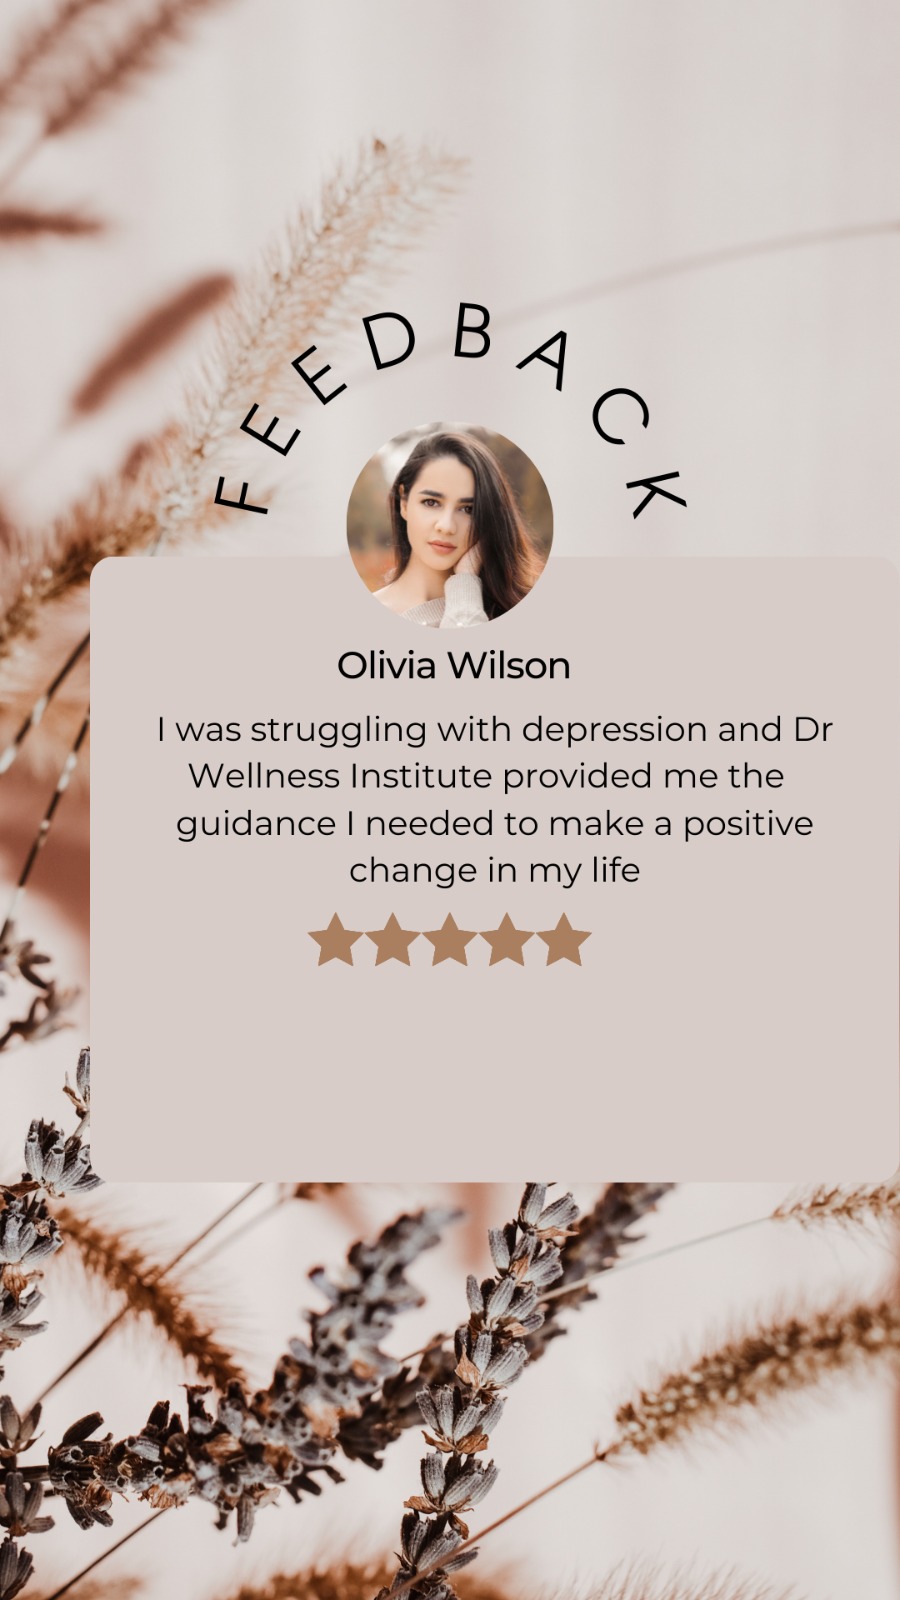 FEEDBACK
Olivia Wilson
I was struggling with depression and Dr
Wellness Institute provided me the
guidance I needed to make a positive
change in my life